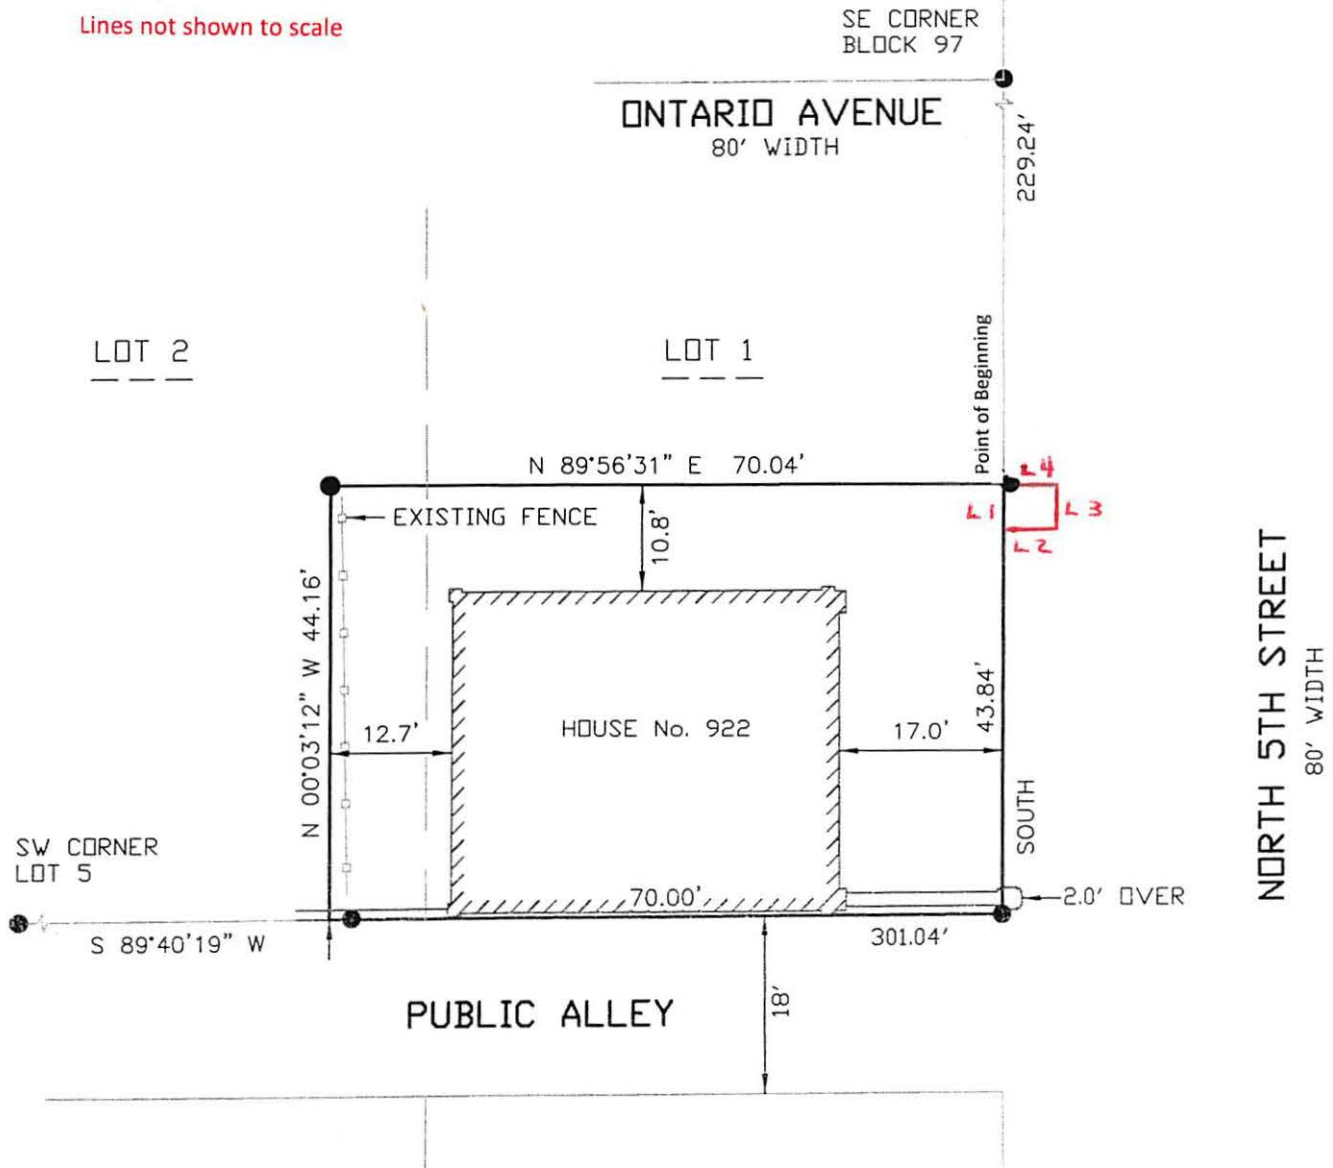 Lines not shown to scale
SE CORNER
BLOCK 97
ONTARIO AVENUE
80' WIDTH
229.24'
LOT 2
LOT 1
Point of Beginning
N 89°56'31" E 70.04'
L4
L1
L3
L2
EXISTING FENCE
10.8'
N 00°03'12" W 44.16'
12.7'
HOUSE No. 922
17.0'
43.84'
SOUTH
NORTH 5TH STREET
80' WIDTH
SW CORNER
LOT 5
70.00'
2.0' OVER
S 89°40'19" W
301.04'
PUBLIC ALLEY
18'